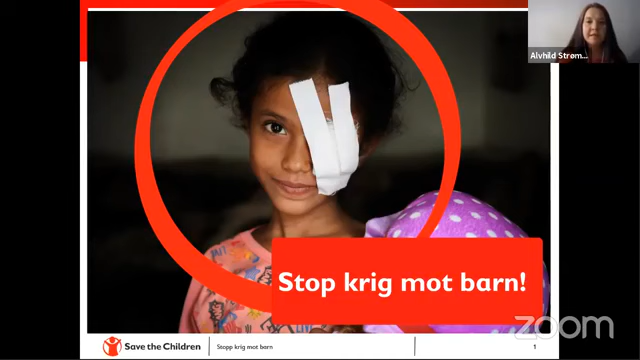 Alvhild Strøm...
Stop krig mot barn!
Save the Children
Stopp krig mot barn
1
zoom